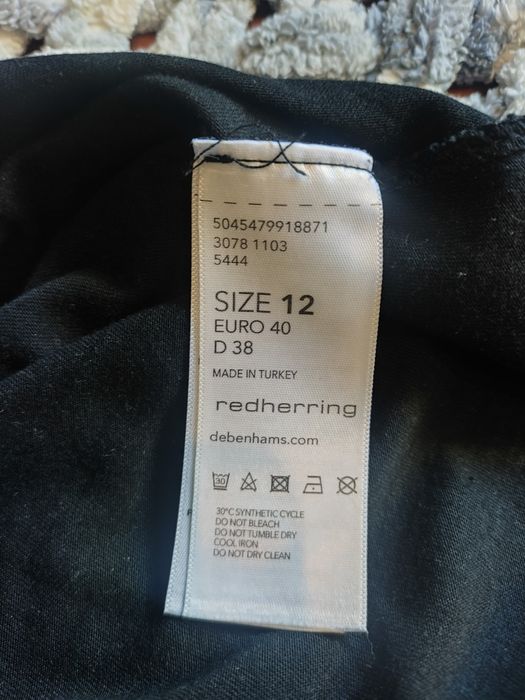 5045479918871
3078 1103
5444
SIZE 12
EURO 40
D 38
MADE IN TURKEY
redherring
debenhams.com
30
30°C SYNTHETIC CYCLE
DO NOT BLEACH
DO NOT TUMBLE DRY
COOL IRON
DO NOT DRY CLEAN